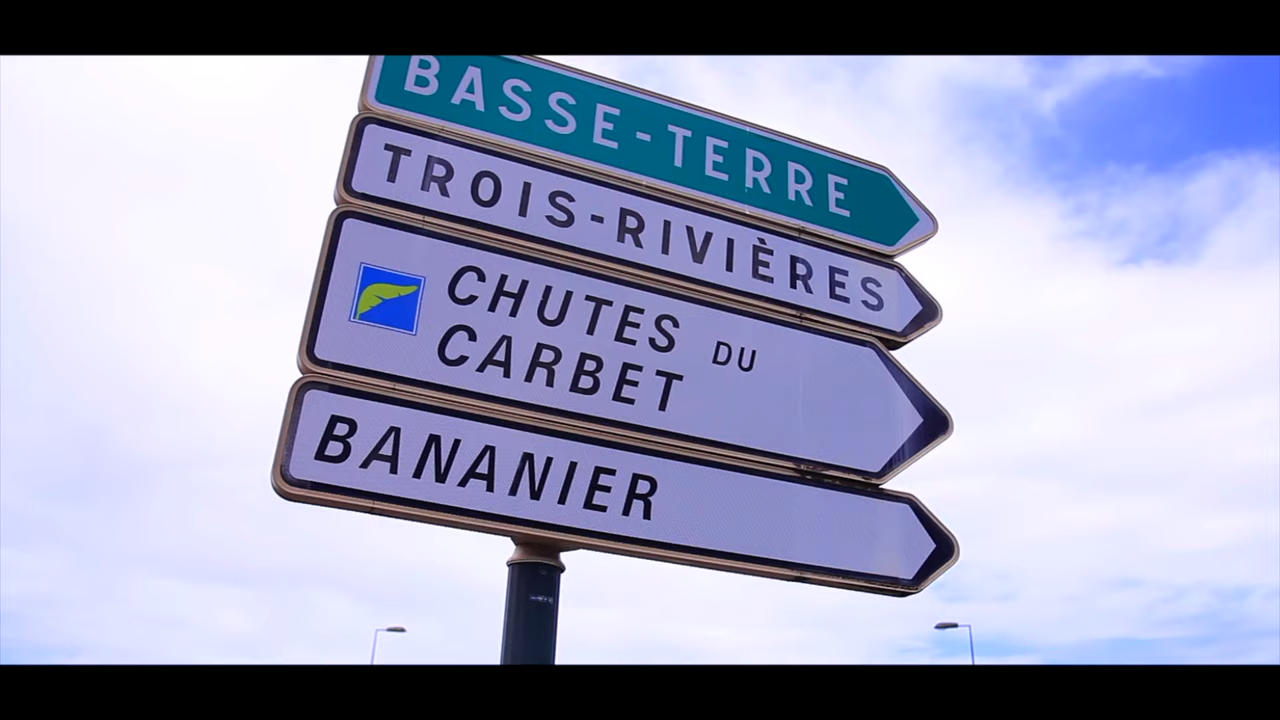 BASSE-TERRE
TROIS-RIVIÈRES
CHUTES DU
CARBET
BANANIER